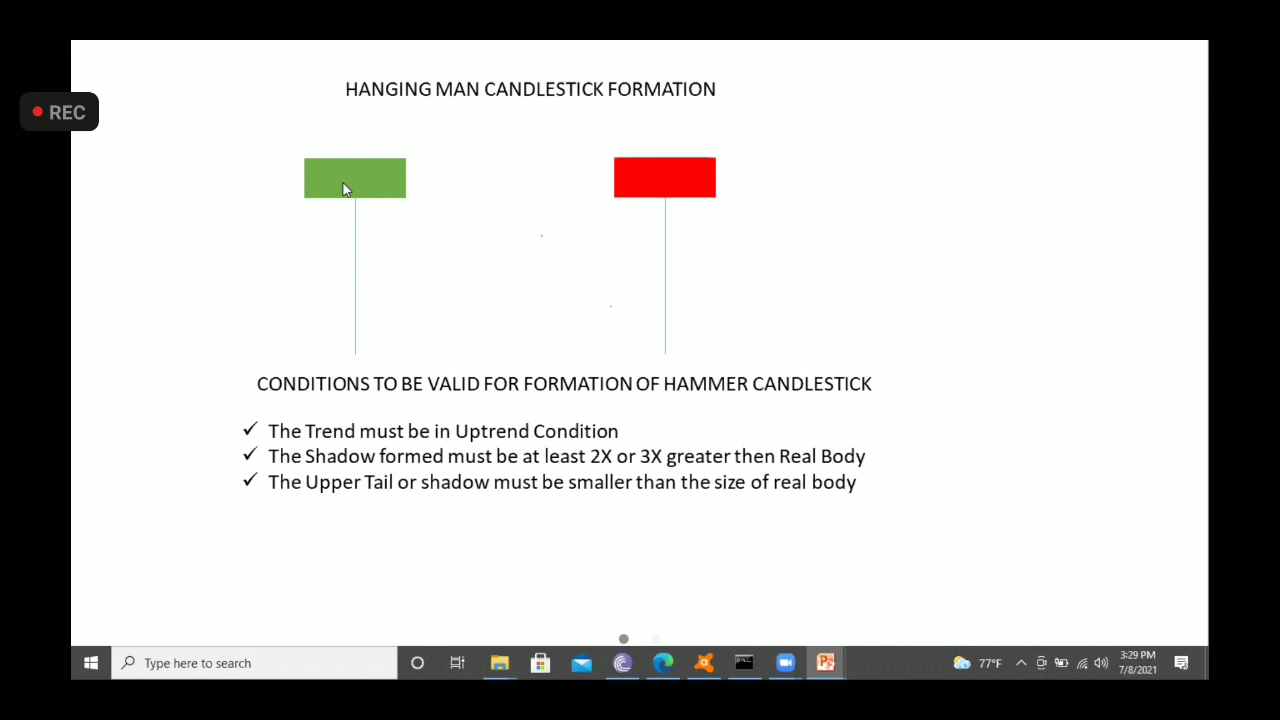 HANGING MAN CANDLESTICK FORMATION
REC
CONDITIONS TO BE VALID FOR FORMATION OF HAMMER CANDLESTICK
✓ The Trend must be in Uptrend Condition
✓ The Shadow formed must be at least 2X or 3X greater then Real Body
✓ The Upper Tail or shadow must be smaller than the size of real body
Type here to search
77°F
3:29 PM
7/8/2021